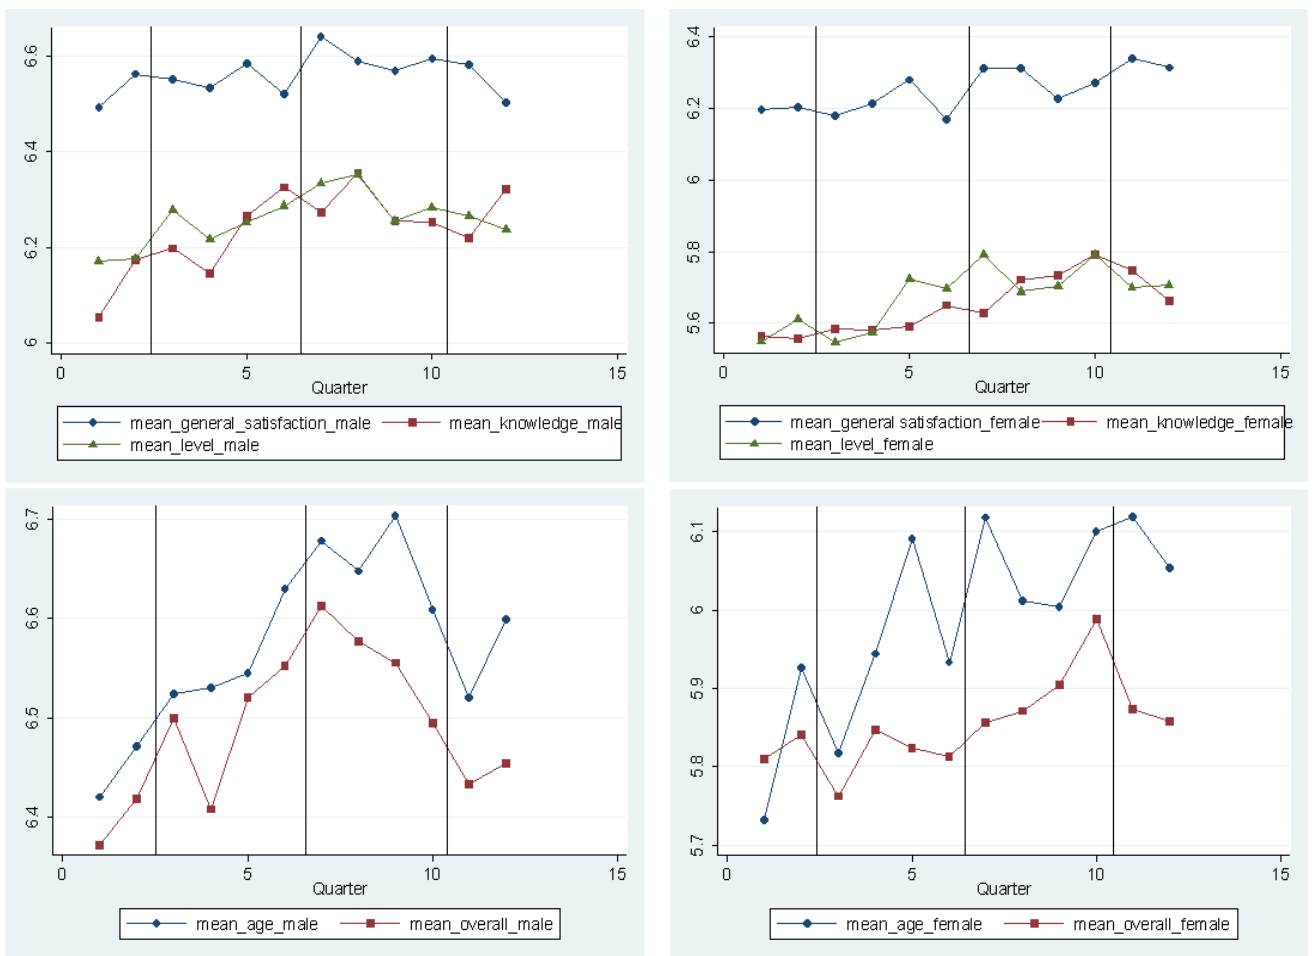 6.6
6.4
6.2
6
0 5 10 15
Quarter
mean_general_satisfaction_male mean_knowledge_male
mean_level_male
6.4
6.2
6
5.8
5.6
0 5 10 15
Quarter
mean_general satisfaction_female mean_knowledge_female
mean_level_female
6.7
6.6
6.5
6.4
0 5 10 15
Quarter
mean_age_male mean_overall_male
6.1
6
5.9
5.8
5.7
0 5 10 15
Quarter
mean_age_female mean_overall_female